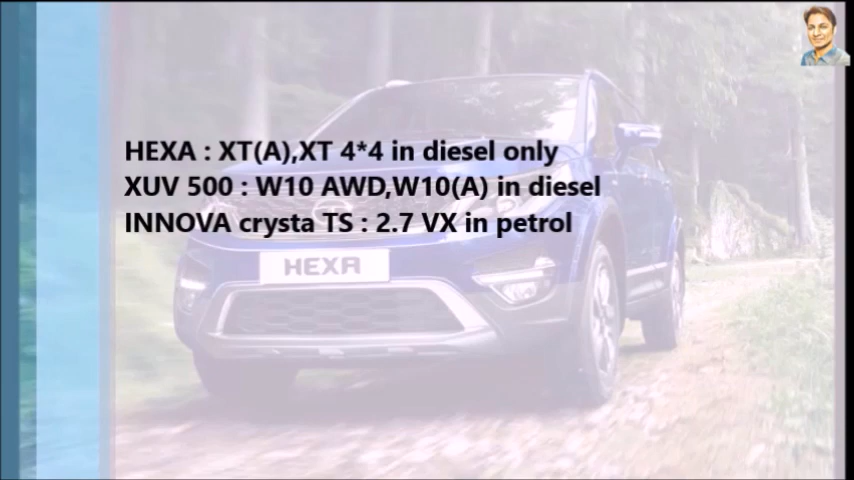 HEXA : XT(A),XT 4*4 in diesel only
XUV 500 : W10 AWD,W10(A) in diesel
INNOVA crysta TS : 2.7 VX in petrol
HEXA